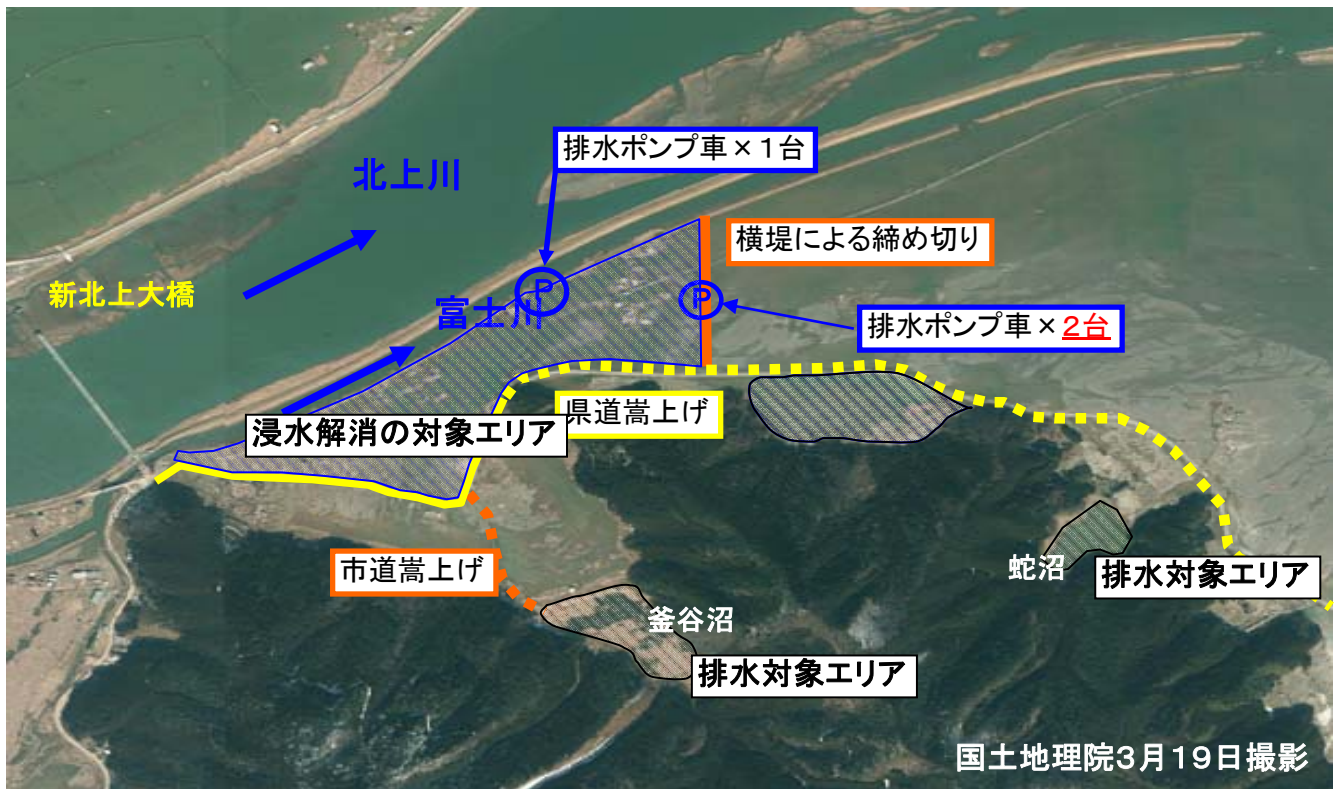 排水ポンプ車×１台
北上川
横堤による締め切り
新北上大橋
P
富士川
P
排水ポンプ車×２台
県道嵩上げ
浸水解消の対象エリア
市道嵩上げ
蛇沼
排水対象エリア
釜谷沼
排水対象エリア
国土地理院３月１９日撮影